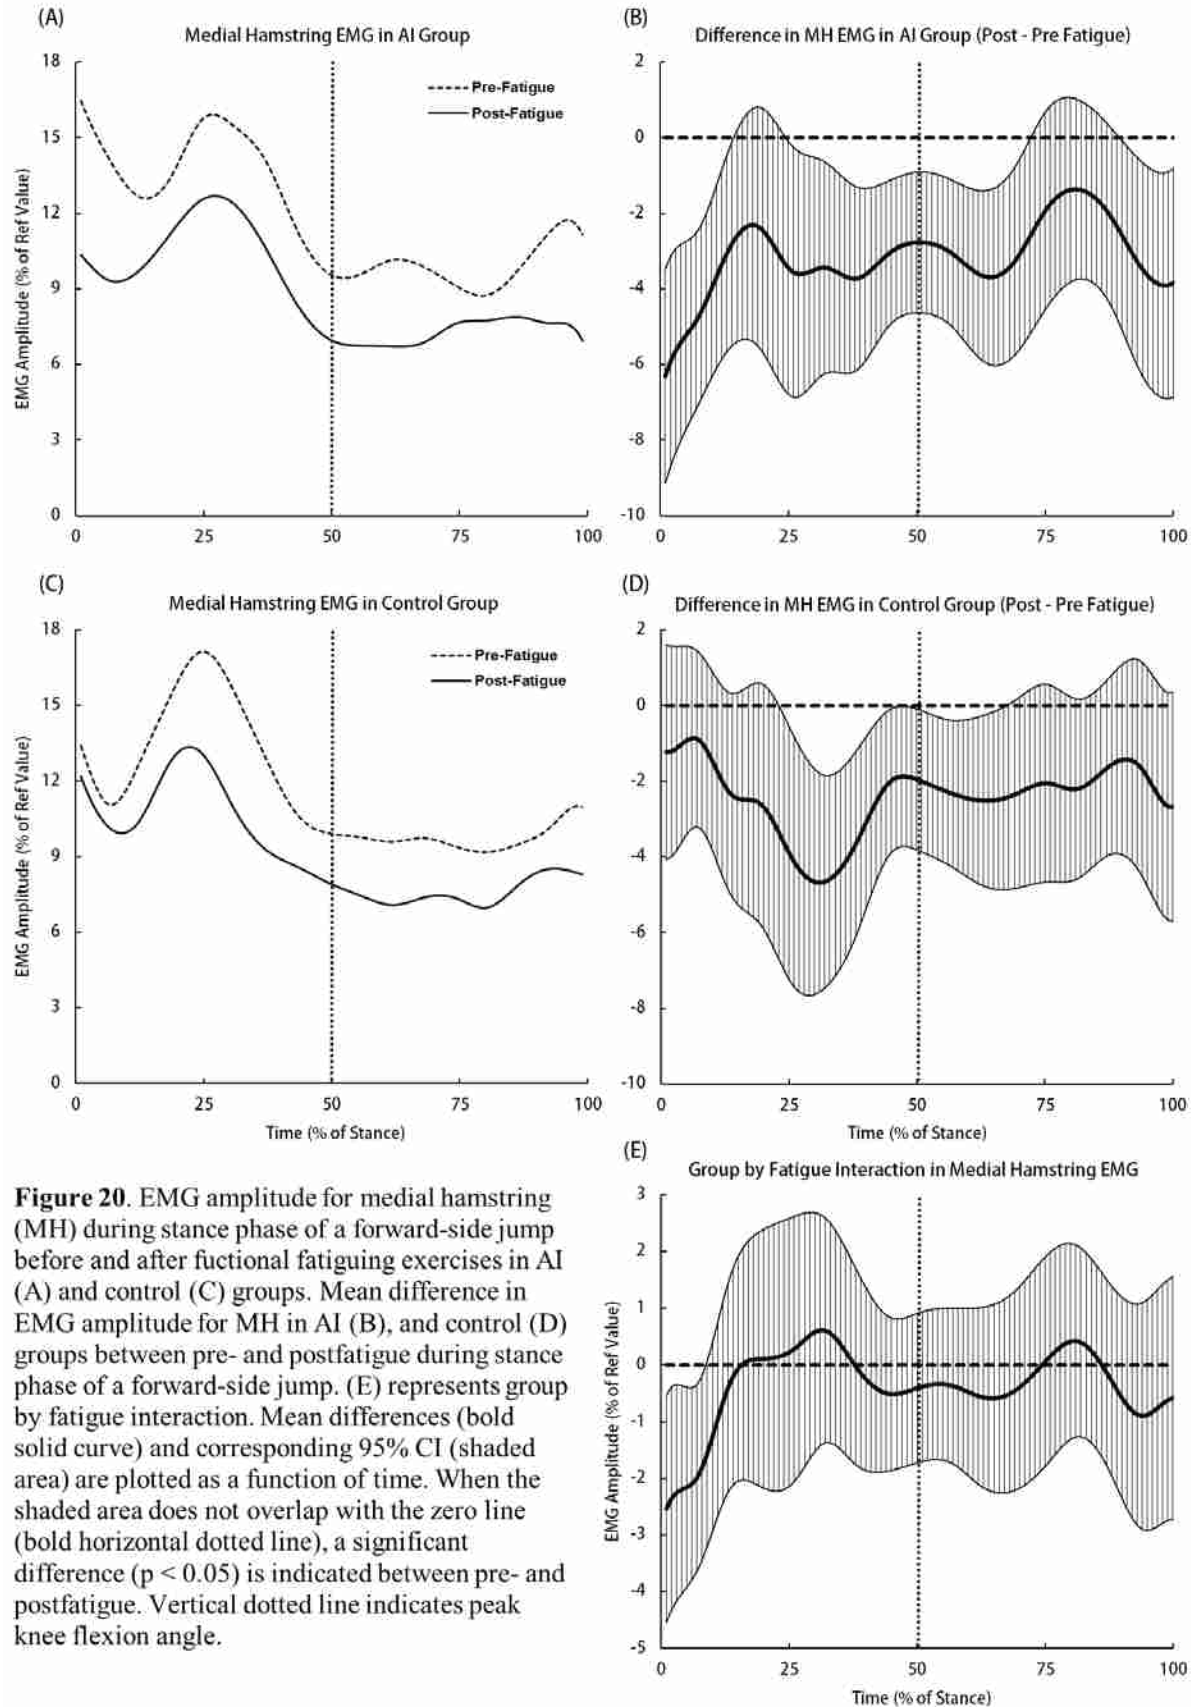 (A)
Medial Hamstring EMG in AI Group
18
15
12
9
6
3
0
EMG Amplitude (% of Ref Value)
Pre-Fatigue
Post-Fatigue
0 25 50 75 100
(B)
Difference in MH EMG in AI Group (Post - Pre Fatigue)
2
0
-2
-4
-6
-8
-10
0 25 50 75 100
(C)
Medial Hamstring EMG in Control Group
18
15
12
9
6
3
0
EMG Amplitude (% of Ref Value)
Pre-Fatigue
Post-Fatigue
0 25 50 75 100
Time (% of Stance)
(D)
Difference in MH EMG in Control Group (Post - Pre Fatigue)
2
0
-2
-4
-6
-8
-10
0 25 50 75 100
Time (% of Stance)
(E)
Group by Fatigue Interaction in Medial Hamstring EMG
3
2
1
0
-1
-2
-3
-4
-5
EMG Amplitude (% of Ref Value)
0 25 50 75 100
Time (% of Stance)
Figure 20. EMG amplitude for medial hamstring
(MH) during stance phase of a forward-side jump
before and after fuctional fatiguing exercises in AI
(A) and control (C) groups. Mean difference in
EMG amplitude for MH in AI (B), and control (D)
groups between pre- and postfatigue during stance
phase of a forward-side jump. (E) represents group
by fatigue interaction. Mean differences (bold
solid curve) and corresponding 95% CI (shaded
area) are plotted as a function of time. When the
shaded area does not overlap with the zero line
(bold horizontal dotted line), a significant
difference (p < 0.05) is indicated between pre- and
postfatigue. Vertical dotted line indicates peak
knee flexion angle.